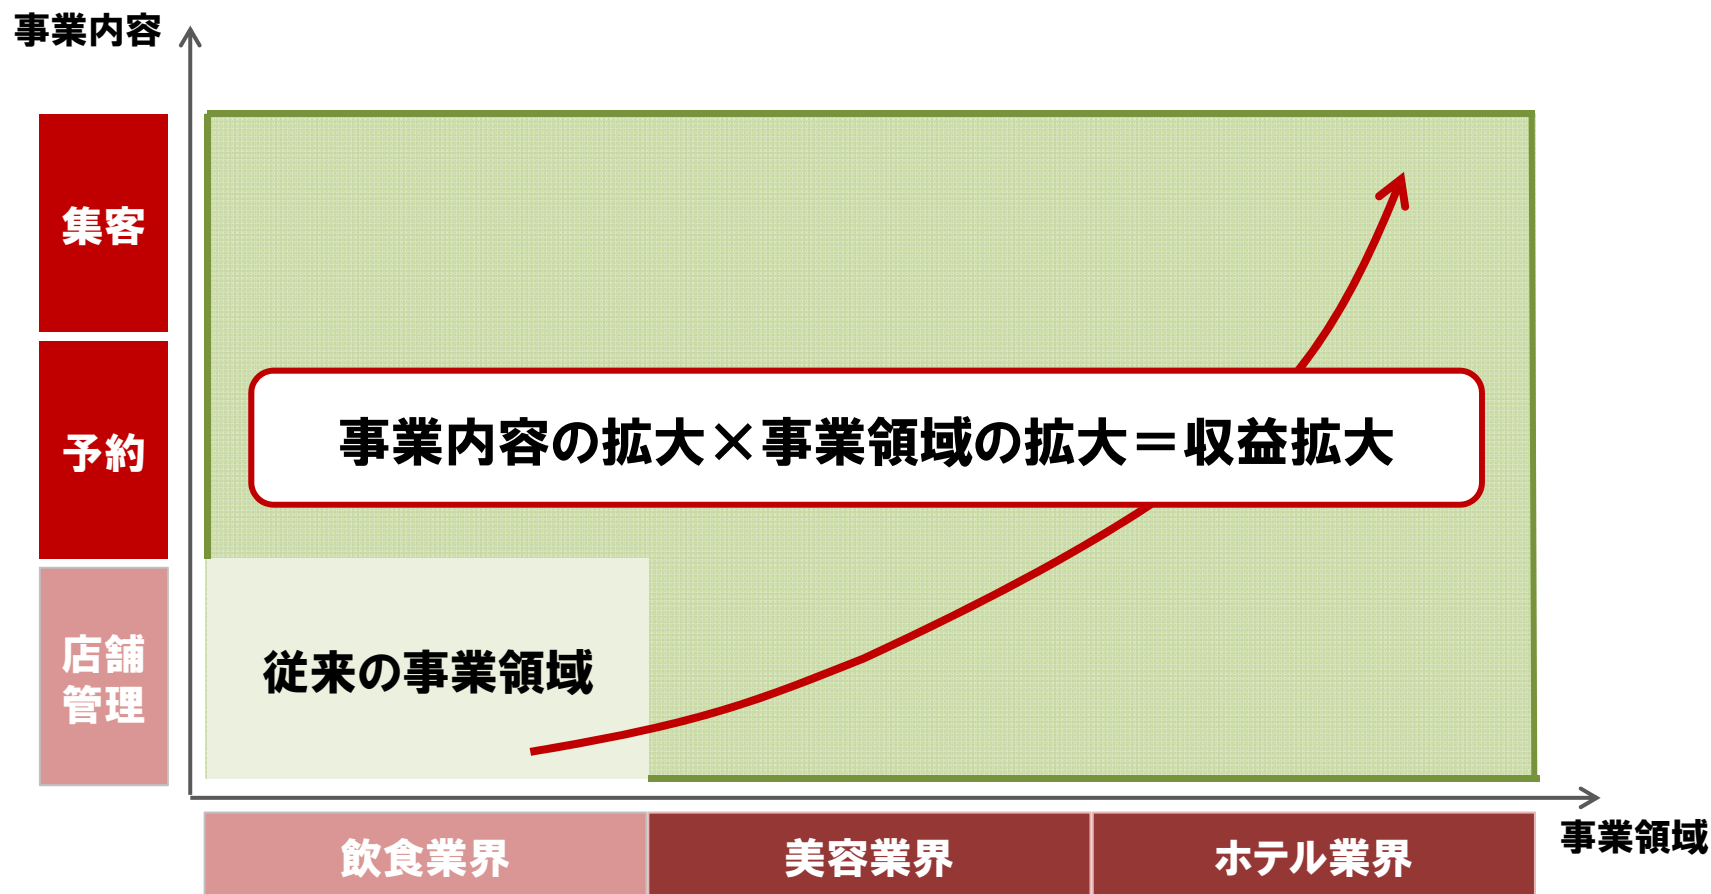 事業内容
集客
予約
事業内容の拡大×事業領域の拡大＝収益拡大
店舗
管理
従来の事業領域
飲食業界
美容業界
ホテル業界
事業領域